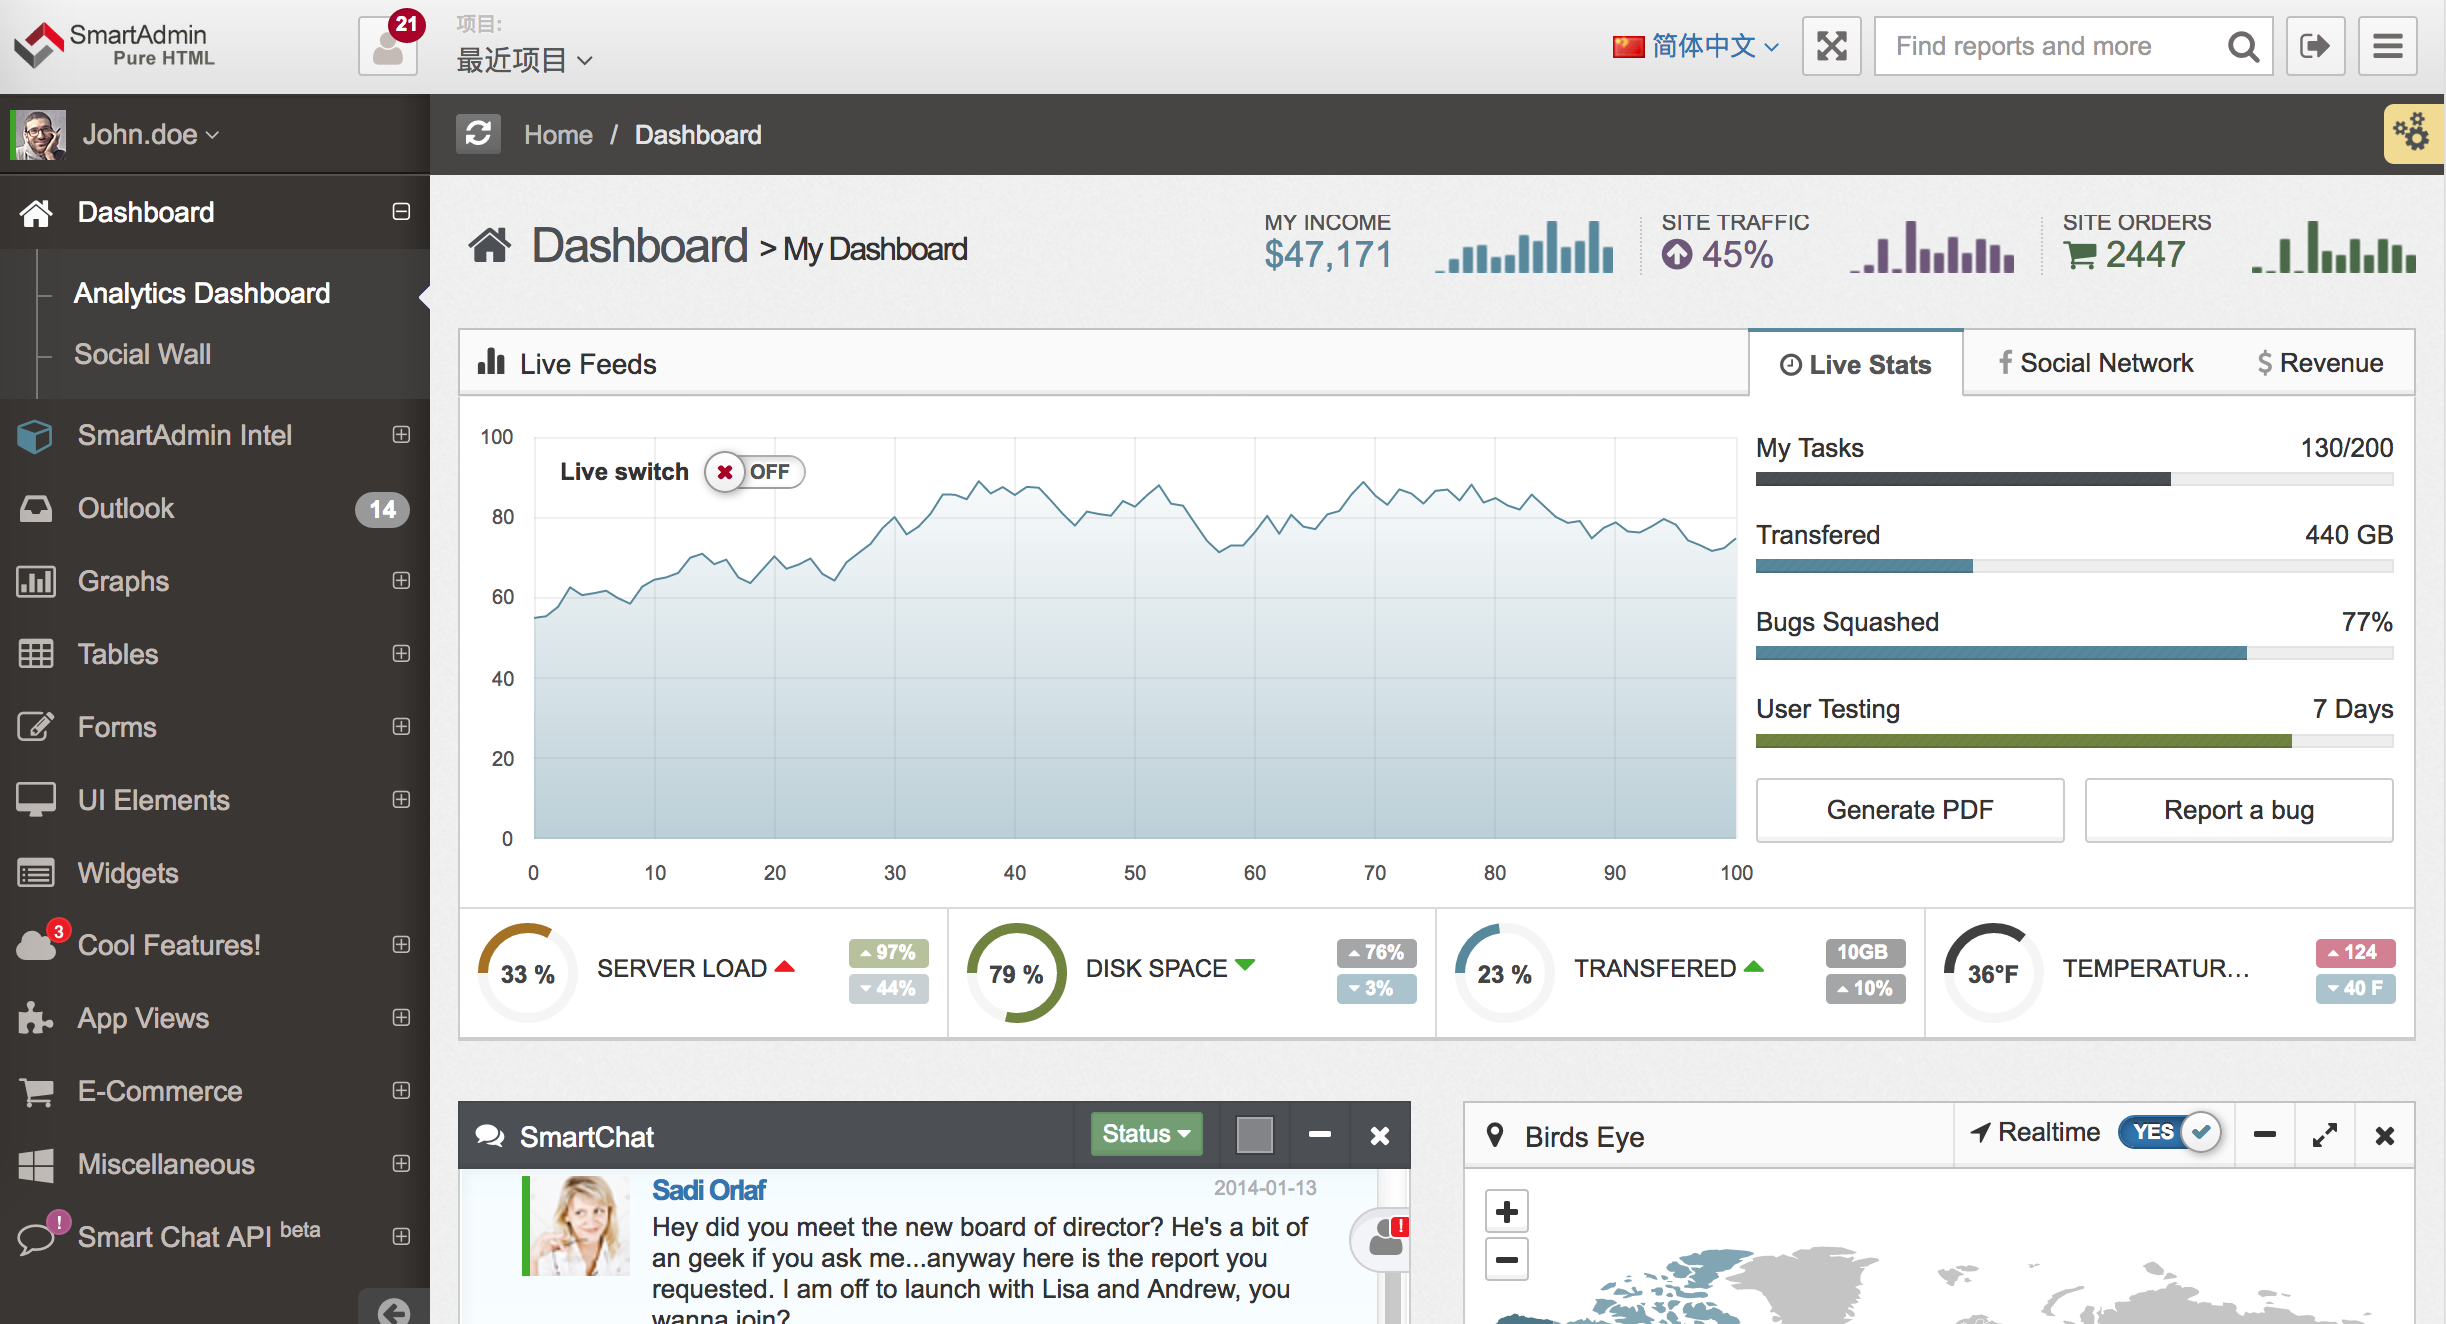 SmartAdmin
Pure HTML
21
项目:
最近项目
简体中文
Find reports and more
John.doe
Home / Dashboard
Dashboard
Analytics Dashboard
Social Wall
SmartAdmin Intel
Outlook 14
Graphs
Tables
Forms
UI Elements
Widgets
3
Cool Features!
App Views
E-Commerce
Miscellaneous
!
Smart Chat API beta
Dashboard > My Dashboard
MY INCOME
$47,171
SITE TRAFFIC
45%
SITE ORDERS
2447
Live Feeds
Live Stats
Social Network
$ Revenue
Live switch OFF
100
80
60
40
20
0
0 10 20 30 40 50 60 70 80 90 100
My Tasks 130/200
Transfered 440 GB
Bugs Squashed 77%
User Testing 7 Days
Generate PDF
Report a bug
33 %
SERVER LOAD
97%
44%
79 %
DISK SPACE
76%
3%
23 %
TRANSFERED
10GB
10%
36°F
TEMPERATUR...
124
40 F
SmartChat
Status
Sadi Orlaf
2014-01-13
Hey did you meet the new board of director? He's a bit of
an geek if you ask me...anyway here is the report you
requested. I am off to launch with Lisa and Andrew, you
wanna join?
!
Birds Eye
Realtime YES